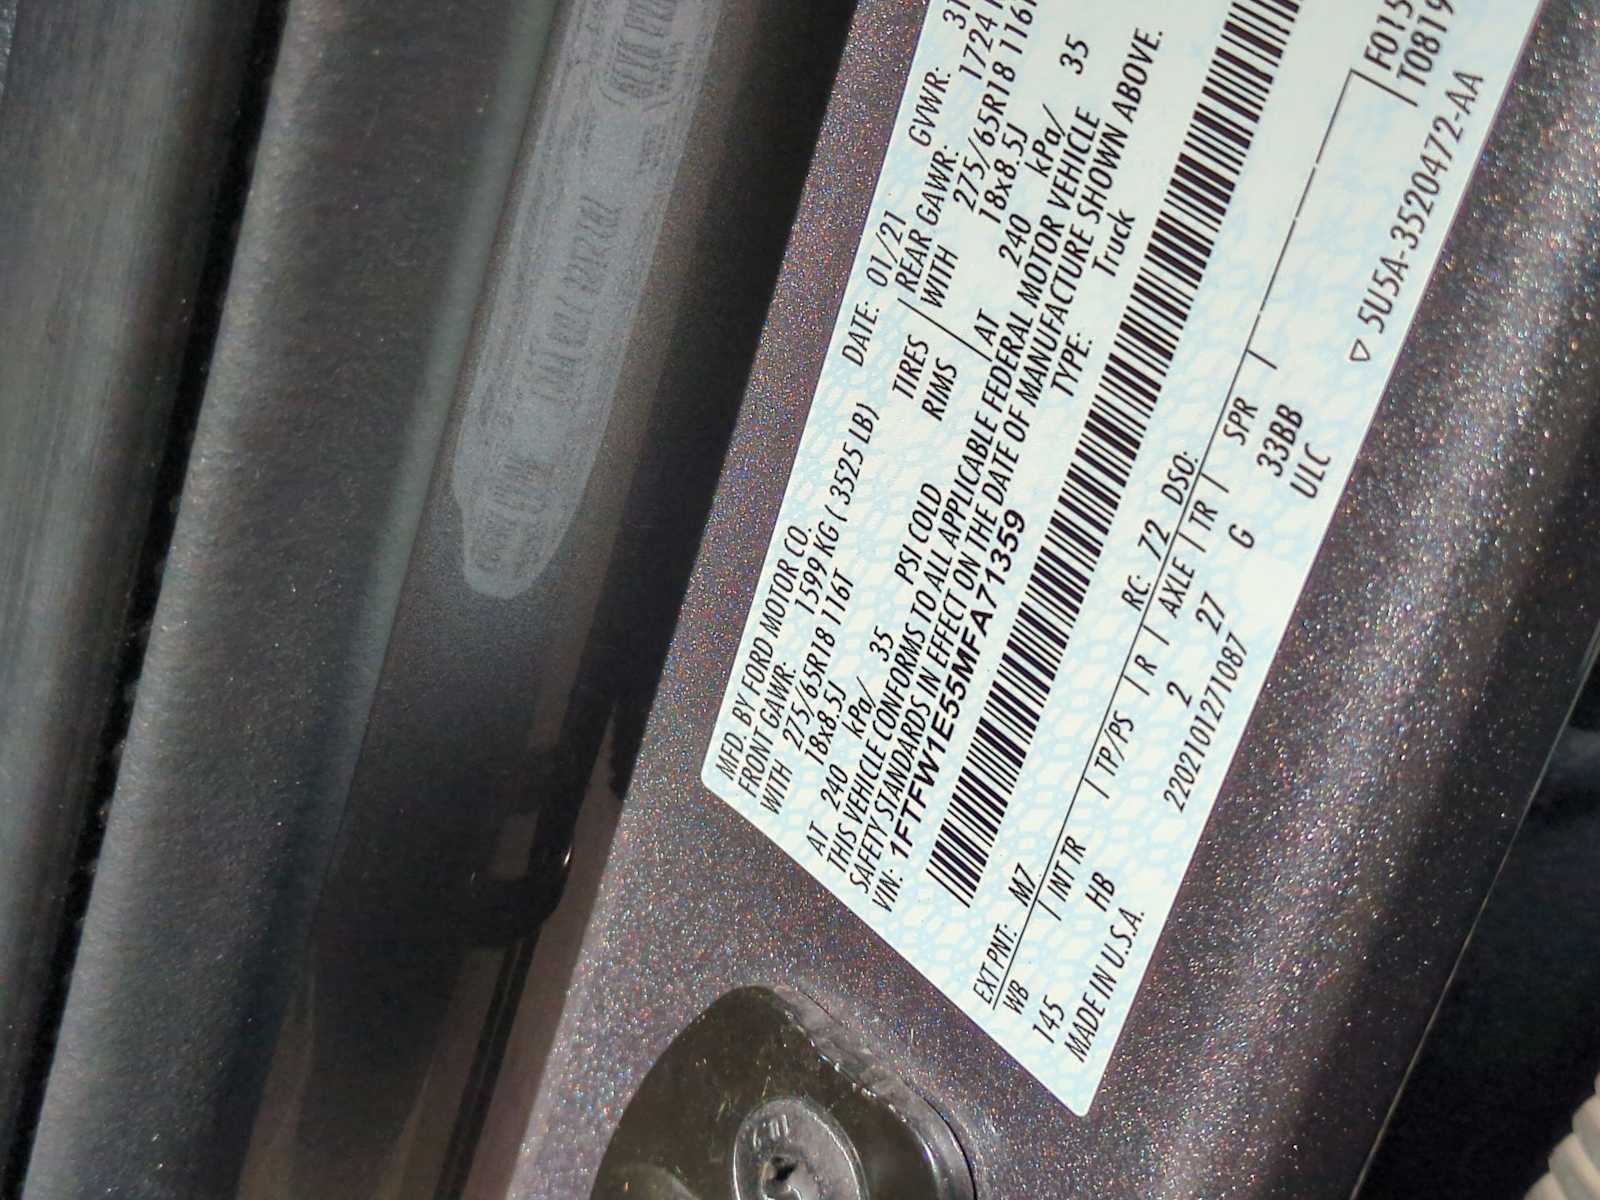 MFD. BY FORD MOTOR CO.
DATE: 01/21 GVWR:
FRONT GAWR: 1599 KG ( 3525 LB) REAR GAWR: 1724
WITH 275/65R18 116T TIRES WITH 275/65R18 116T
18x8.5J RIMS 18x8.5J
AT 240 kPa/ 35 PSI COLD AT 240 kPa/ 35
THIS VEHICLE CONFORMS TO ALL APPLICABLE FEDERAL MOTOR VEHICLE
SAFETY STANDARDS IN EFFECT ON THE DATE OF MANUFACTURE SHOWN ABOVE.
VIN: 1FTFW1E55MFA71359 TYPE: Truck
EXT PNT: M7 RC: 72 DSO:
WB INT TR TP/PS R AXLE TR SPR
145 HB 2 27 G 33BB
MADE IN U.S.A. 2202101271087 ULC
F015
T0819
5U5A-3520472-AA